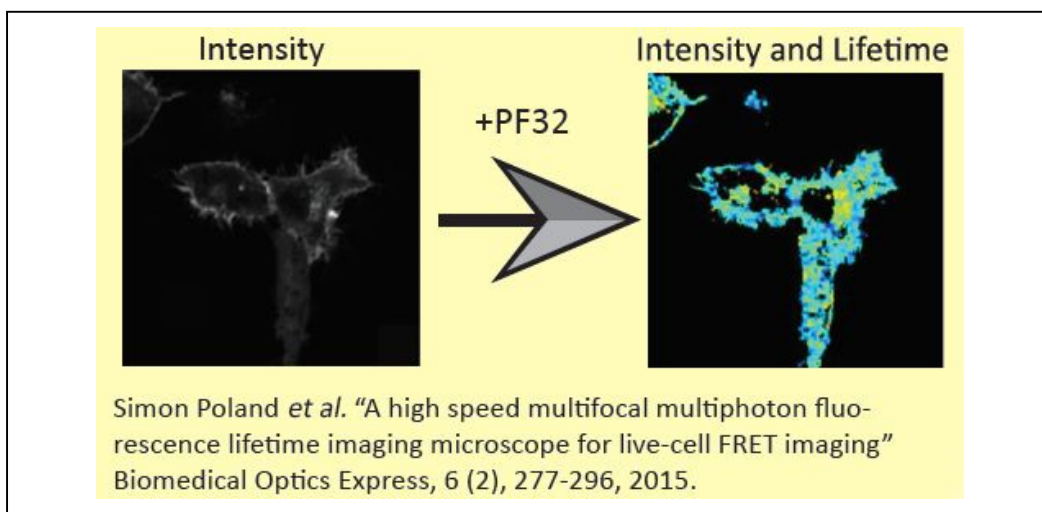 Intensity
Intensity and Lifetime
+PF32
Simon Poland et al. “A high speed multifocal multiphoton fluo-
rescence lifetime imaging microscope for live-cell FRET imaging”
Biomedical Optics Express, 6 (2), 277-296, 2015.